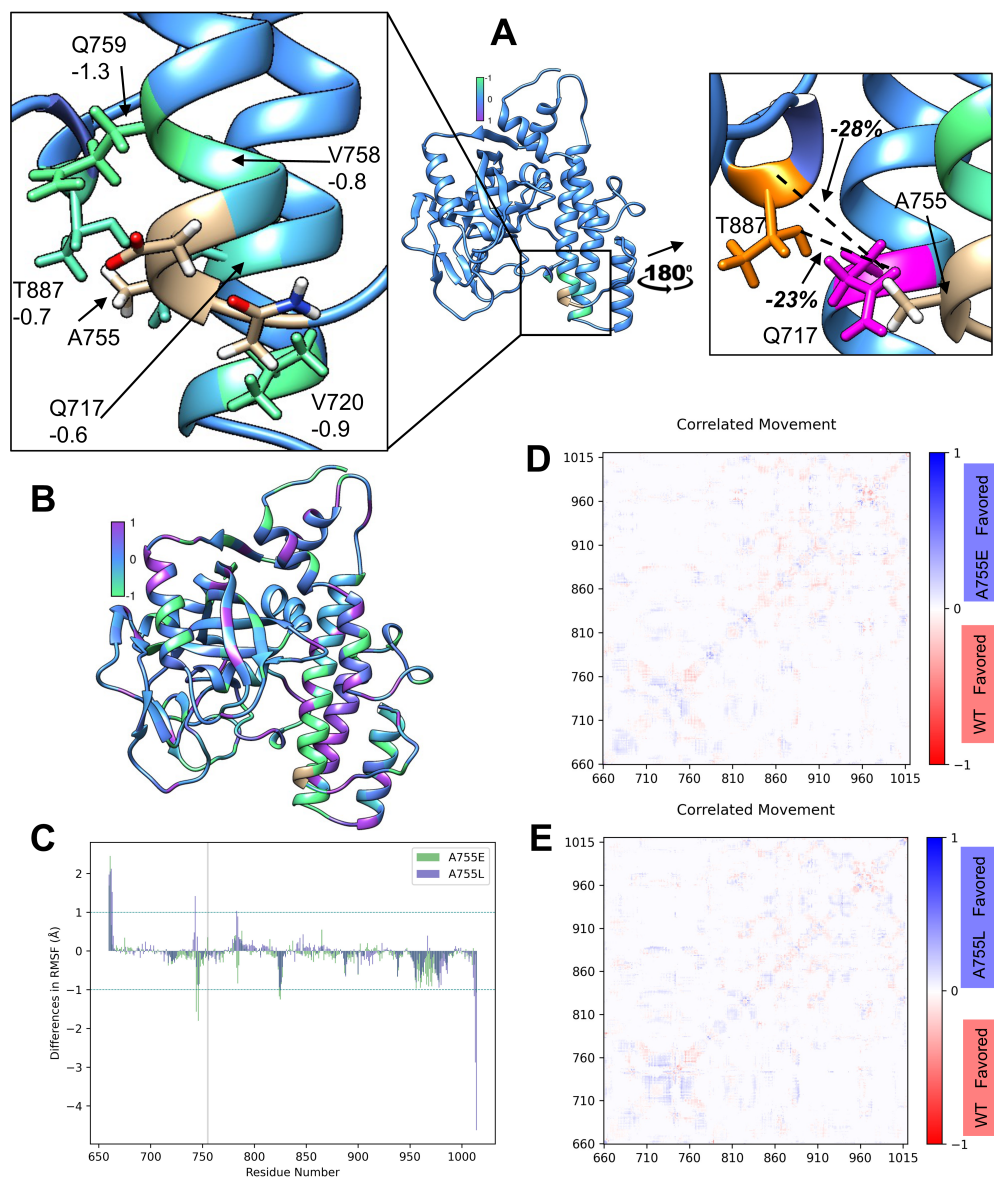 A
Q759
-1.3
V758
-0.8
T887
-0.7
A755
Q717
-0.6
V720
-0.9
-1
1
180°
-28%
A755
T887
-23%
Q717
B
1
0
-1
C
A755E
A755L
Differences in RMSF (Å)
2
1
0
−1
−2
−3
−4
650 700 750 800 850 900 950 1000
Residue Number
D
Correlated Movement
1015
960
910
860
810
760
710
660
660 710 760 810 860 910 960 1015
1
0
−1
A755E Favored
WT Favored
E
Correlated Movement
1015
960
910
860
810
760
710
660
660 710 760 810 860 910 960 1015
1
0
−1
A755L Favored
WT Favored